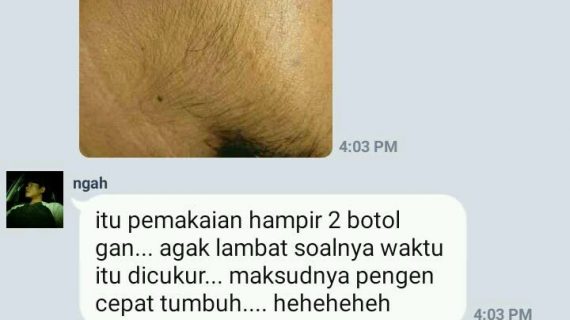 4:03 PM
ngah
itu pemakaian hampir 2 botol
gan... agak lambat soalnya waktu
itu dicukur... maksudnya pengen
cepat tumbuh.... heheheheh
4:03 PM